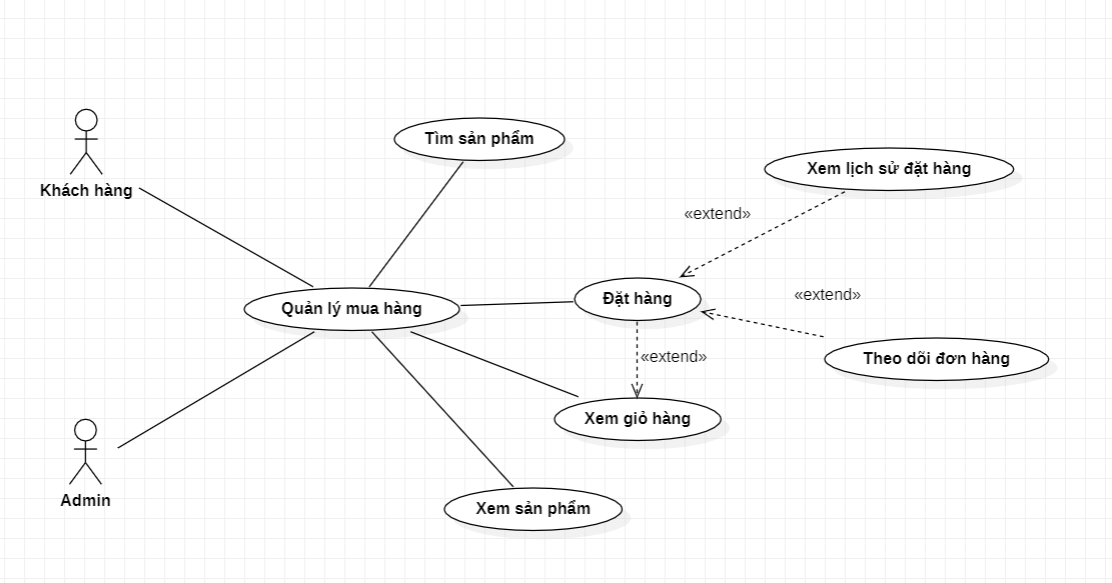 Tìm sản phẩm
Xem lịch sử đặt hàng
Khách hàng
«extend»
Quản lý mua hàng
Đặt hàng
«extend»
«extend»
Theo dõi đơn hàng
Xem giỏ hàng
Admin
Xem sản phẩm